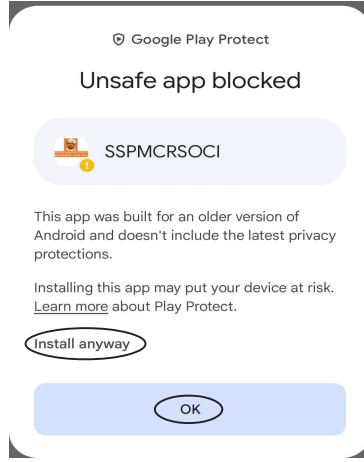 Google Play Protect
Unsafe app blocked
SSPMCRSOCI
This app was built for an older version of
Android and doesn't include the latest privacy
protections.
Installing this app may put your device at risk.
Learn more about Play Protect.
Install anyway
OK